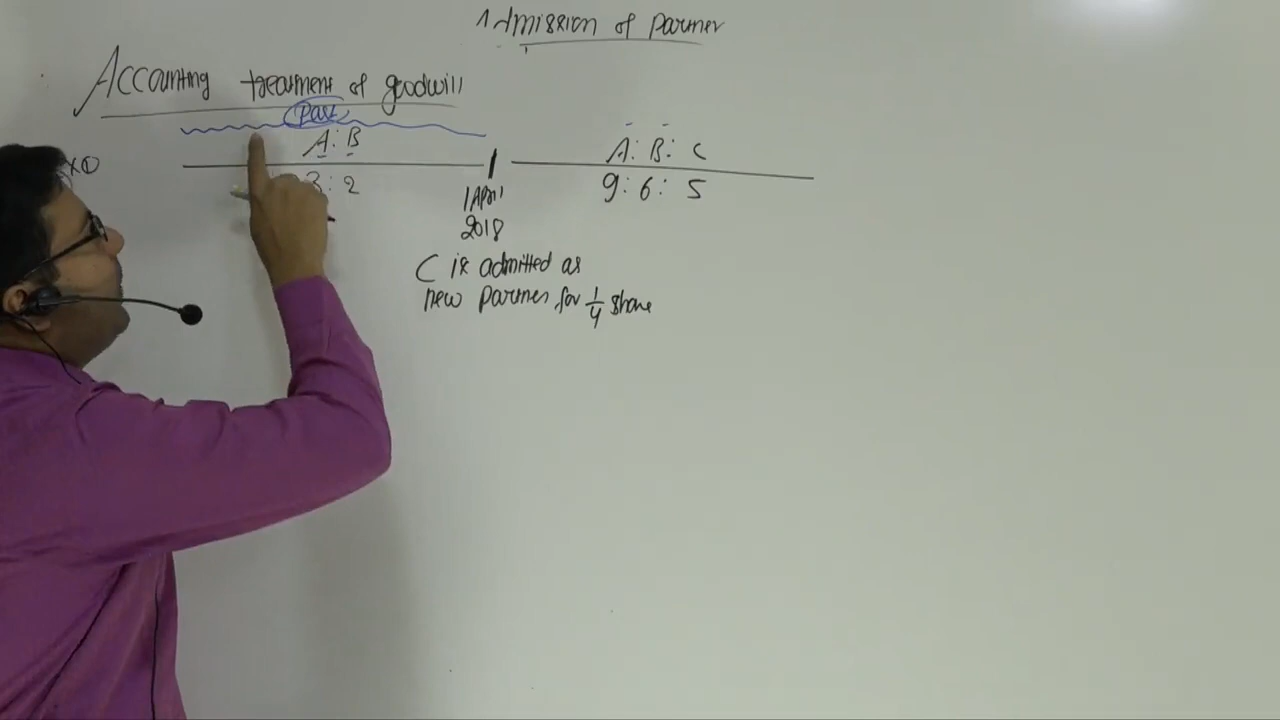 Admission of partner
Accounting treatment of goodwill
Past
A: B
A: B: C
3: 2
9: 6: 5
1 April
2018
C is admitted as
new partner for 1/4 share